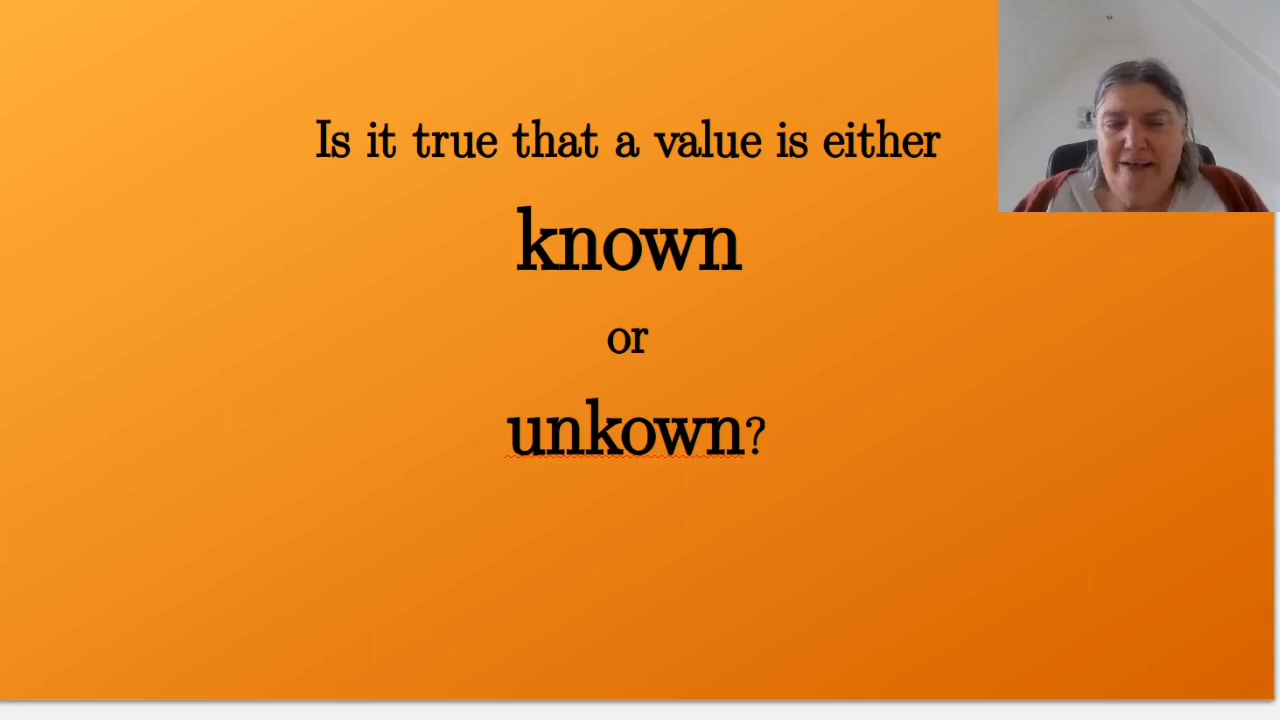 Is it true that a value is either
known
or
unkown?